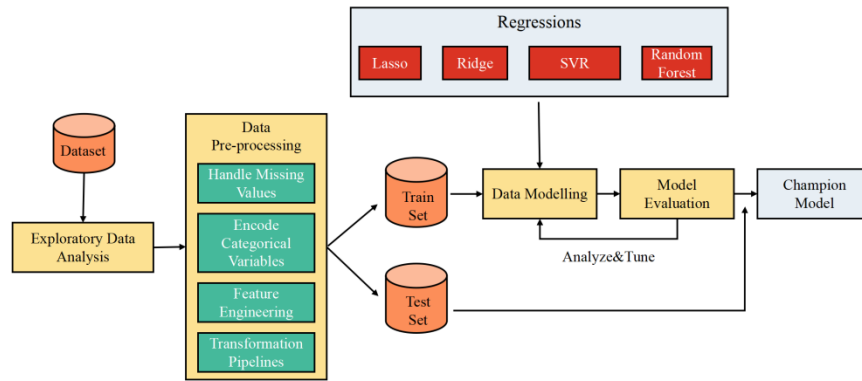 Regressions
Lasso
Ridge
SVR
Random
Forest
Dataset
Exploratory Data
Analysis
Data
Pre-processing
Handle Missing
Values
Encode
Categorical
Variables
Feature
Engineering
Transformation
Pipelines
Train
Set
Test
Set
Data Modelling
Model
Evaluation
Analyze&Tune
Champion
Model